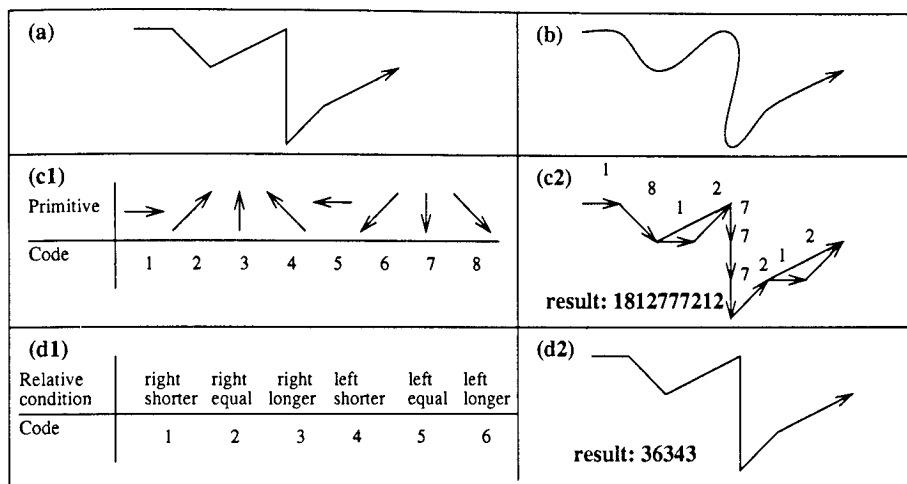 (a)
(b)
(c1)
Primitive
Code 1 2 3 4 5 6 7 8
(c2)
1
8
1
2
7
7
7
2
1
2
result: 1812777212
(d1)
Relative condition
right shorter
right equal
right longer
left shorter
left equal
left longer
Code 1 2 3 4 5 6
(d2)
result: 36343